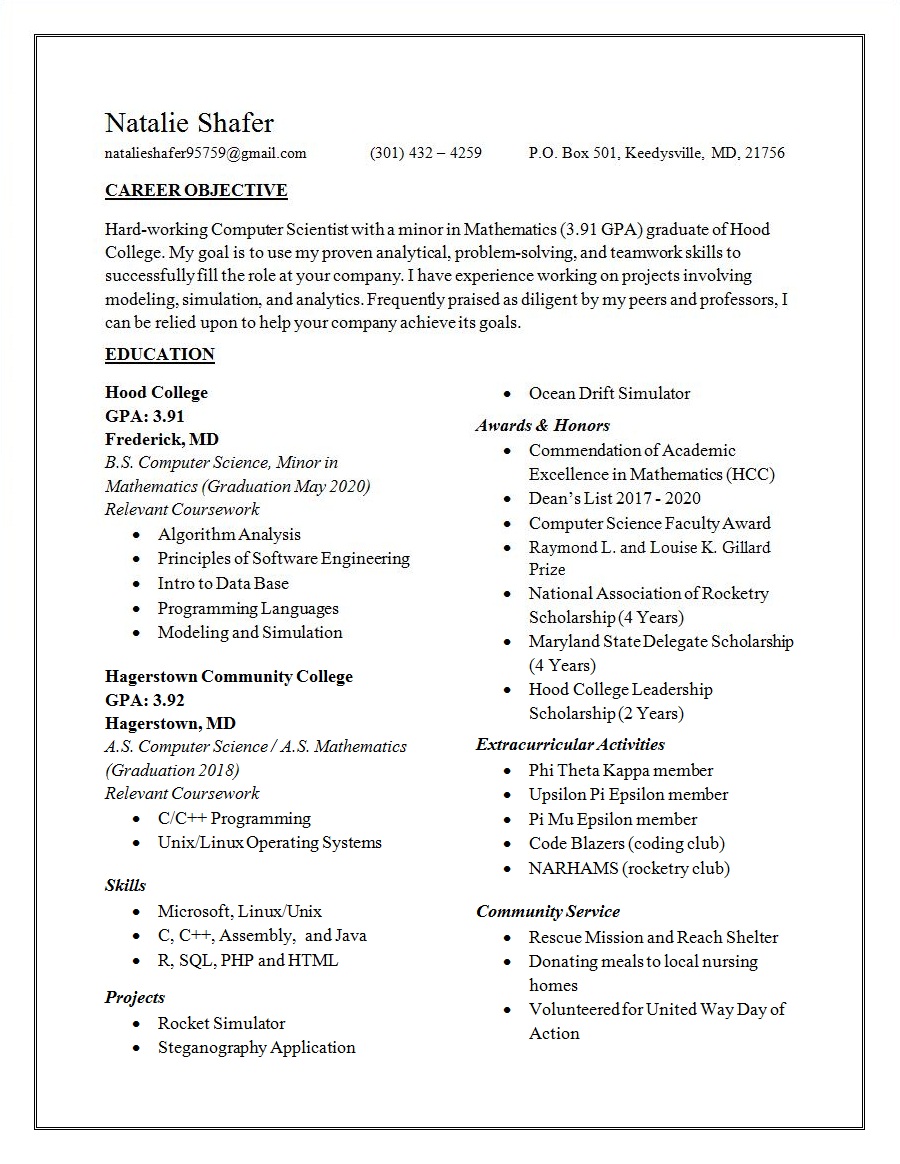 Natalie Shafer
natalieshafer95759@gmail.com (301) 432 – 4259 P.O. Box 501, Keedysville, MD, 21756
CAREER OBJECTIVE
Hard-working Computer Scientist with a minor in Mathematics (3.91 GPA) graduate of Hood
College. My goal is to use my proven analytical, problem-solving, and teamwork skills to
successfully fill the role at your company. I have experience working on projects involving
modeling, simulation, and analytics. Frequently praised as diligent by my peers and professors, I
can be relied upon to help your company achieve its goals.
EDUCATION
Hood College
GPA: 3.91
Frederick, MD
B.S. Computer Science, Minor in
Mathematics (Graduation May 2020)
Relevant Coursework
• Algorithm Analysis
• Principles of Software Engineering
• Intro to Data Base
• Programming Languages
• Modeling and Simulation
Hagerstown Community College
GPA: 3.92
Hagerstown, MD
A.S. Computer Science / A.S. Mathematics
(Graduation 2018)
Relevant Coursework
• C/C++ Programming
• Unix/Linux Operating Systems
Skills
• Microsoft, Linux/Unix
• C, C++, Assembly, and Java
• R, SQL, PHP and HTML
Projects
• Rocket Simulator
• Steganography Application
• Ocean Drift Simulator
Awards & Honors
• Commendation of Academic
Excellence in Mathematics (HCC)
• Dean's List 2017 - 2020
• Computer Science Faculty Award
• Raymond L. and Louise K. Gillard
Prize
• National Association of Rocketry
Scholarship (4 Years)
• Maryland State Delegate Scholarship
(4 Years)
• Hood College Leadership
Scholarship (2 Years)
Extracurricular Activities
• Phi Theta Kappa member
• Upsilon Pi Epsilon member
• Pi Mu Epsilon member
• Code Blazers (coding club)
• NARHAMS (rocketry club)
Community Service
• Rescue Mission and Reach Shelter
• Donating meals to local nursing
homes
• Volunteered for United Way Day of
Action